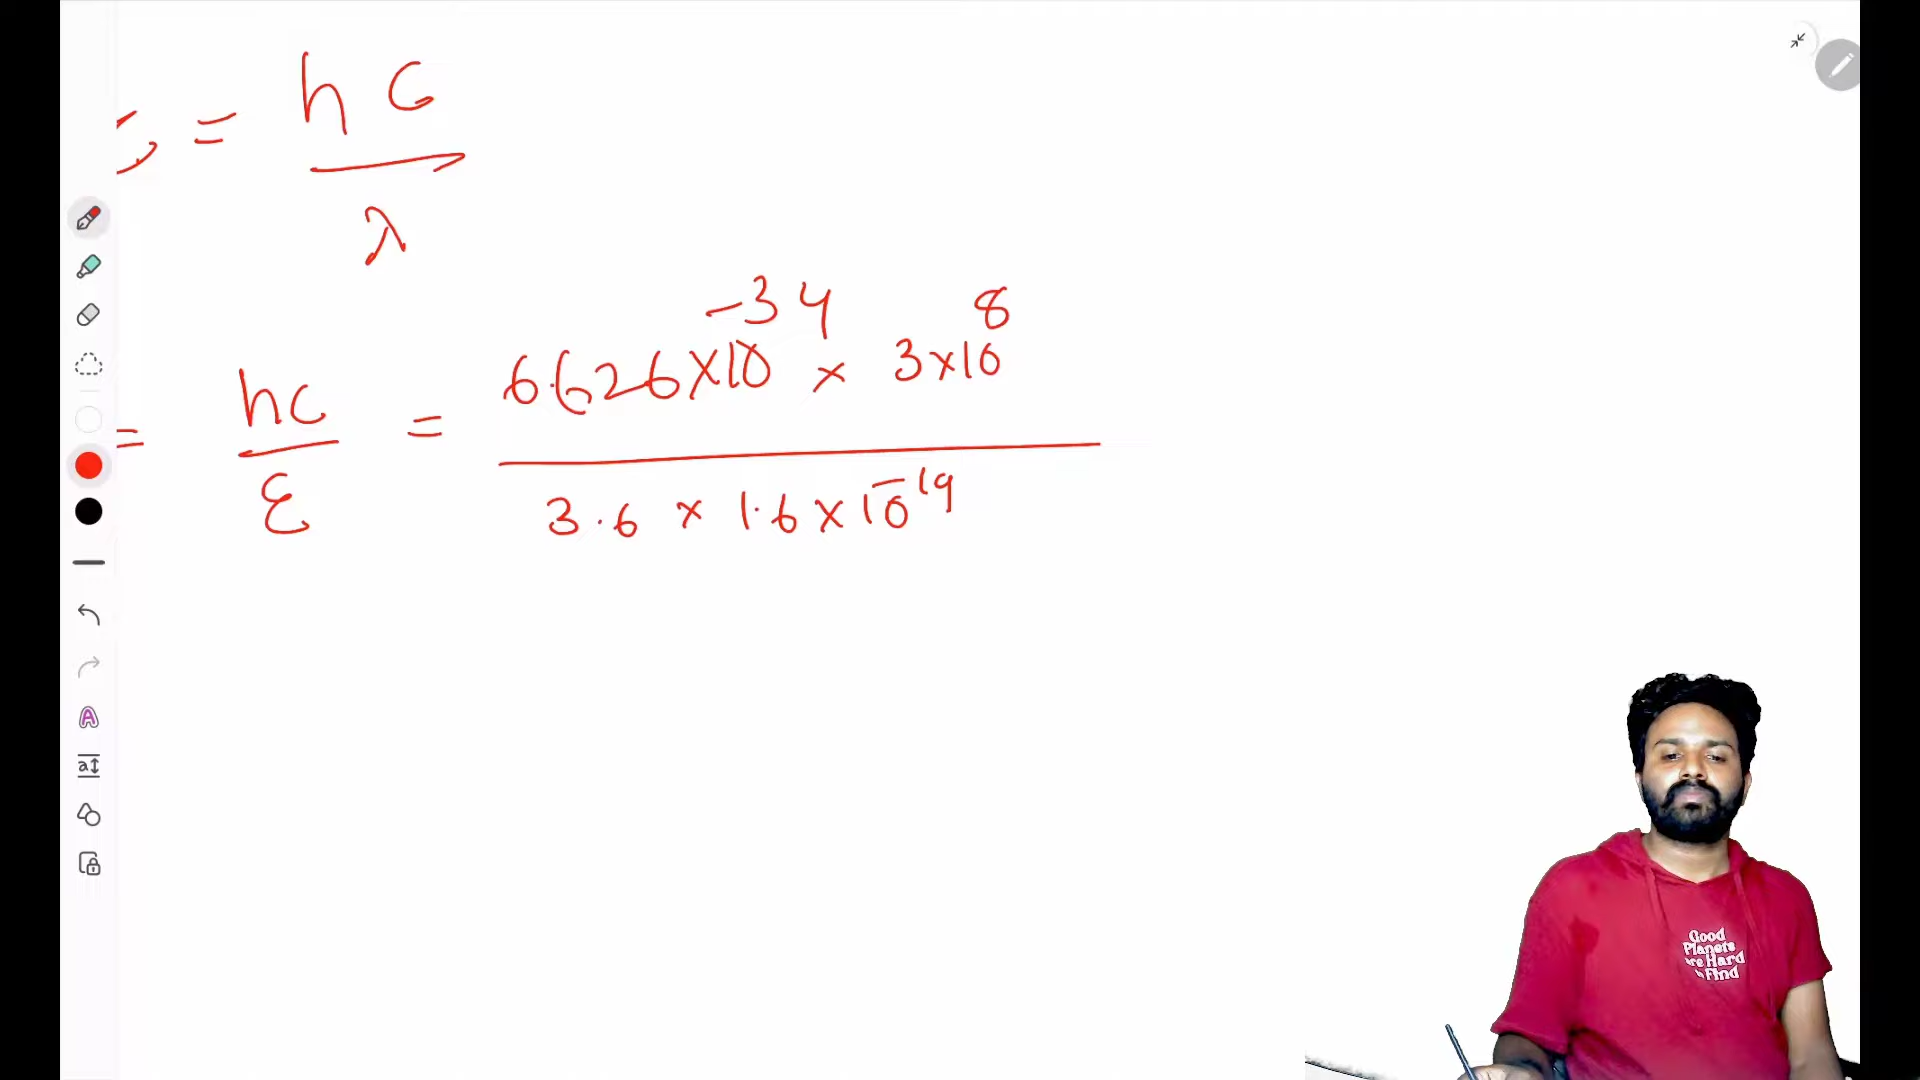 ε = hc
λ
= hc = 6.626×10⁻³⁴ × 3×10⁸
ε 3.6 × 1.6×10⁻¹⁹
A
a
Good
Planets
are Hard
to Find